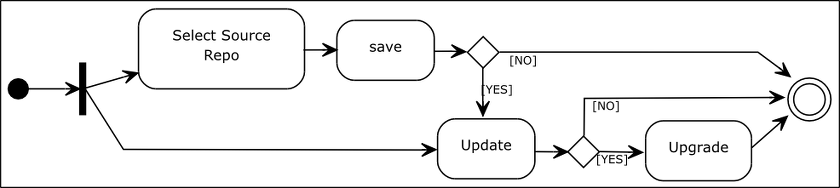 Select Source
Repo
save
[NO]
[YES]
Update
[NO]
[YES]
Upgrade